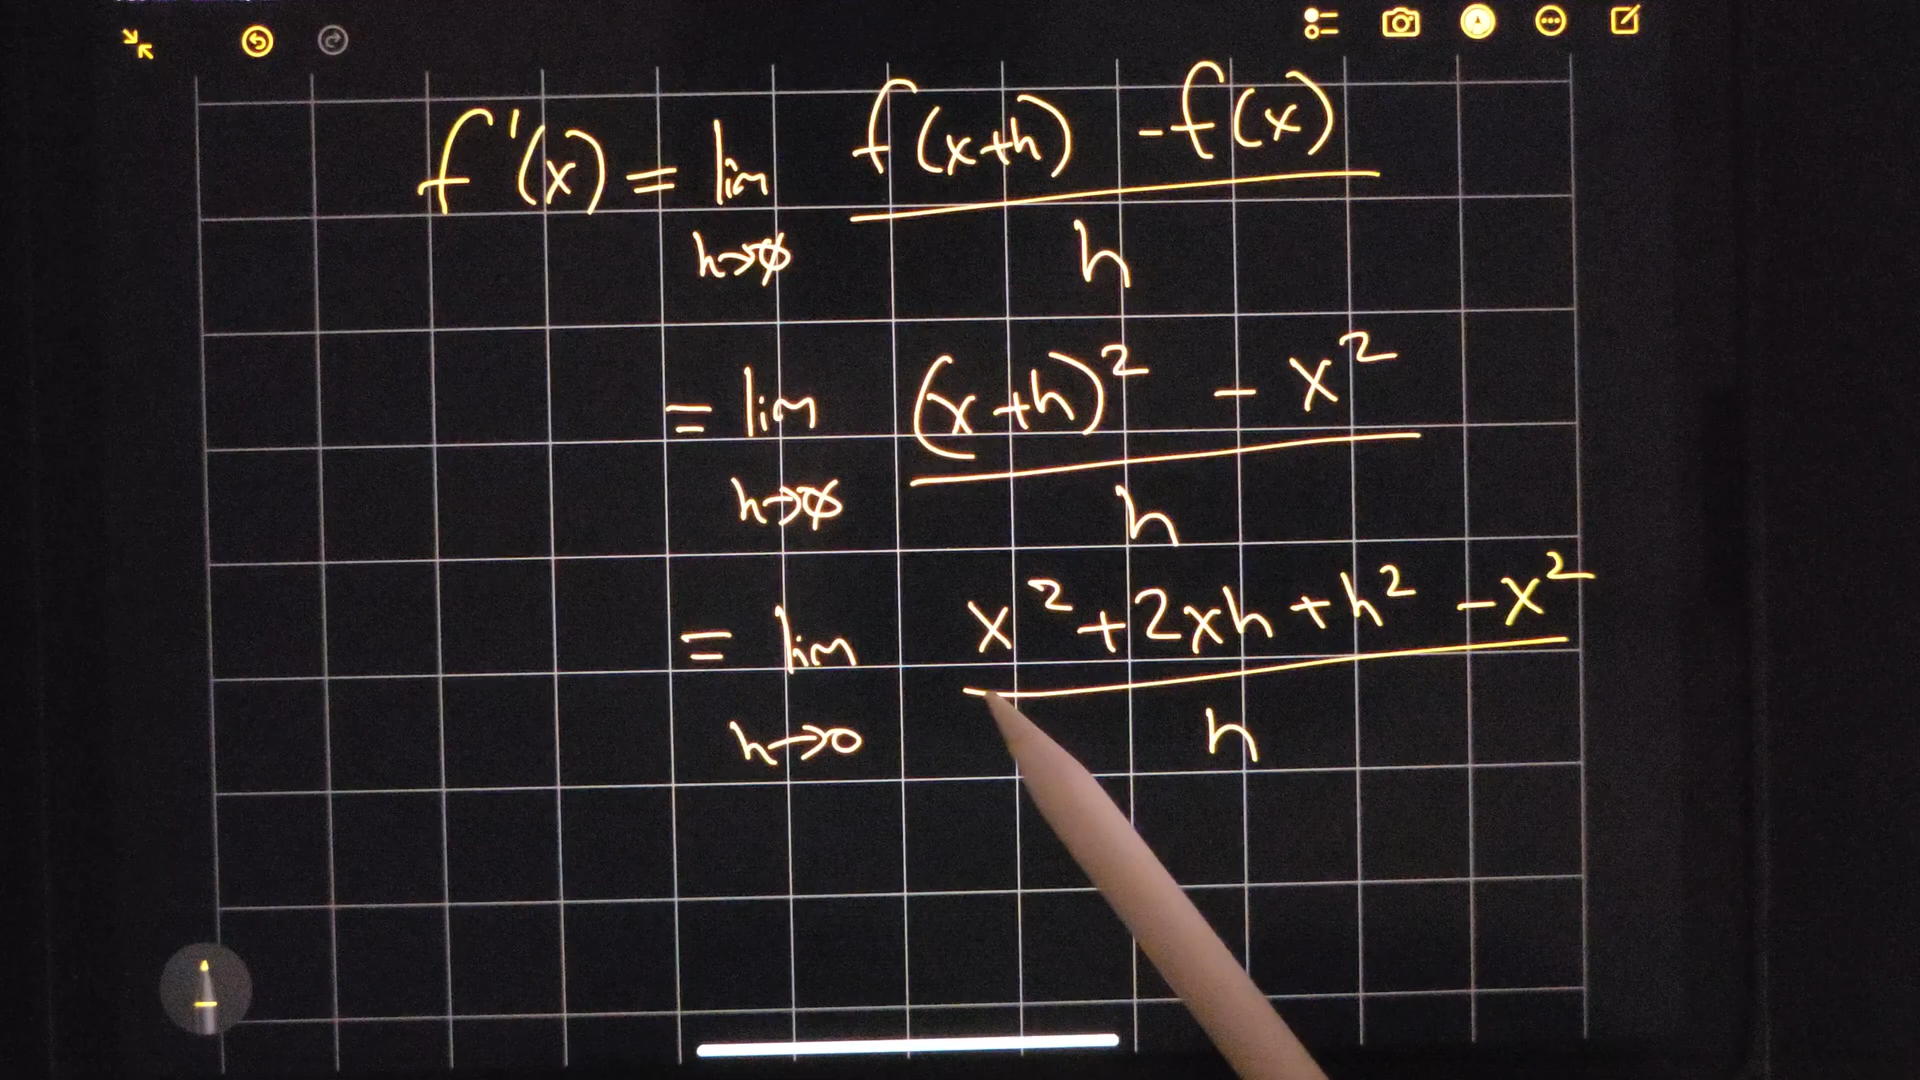 f'(x) = lim f(x+h) - f(x)
h→0 h
= lim (x+h)² - x²
h→0 h
= lim x² + 2xh + h² - x²
h→0 h